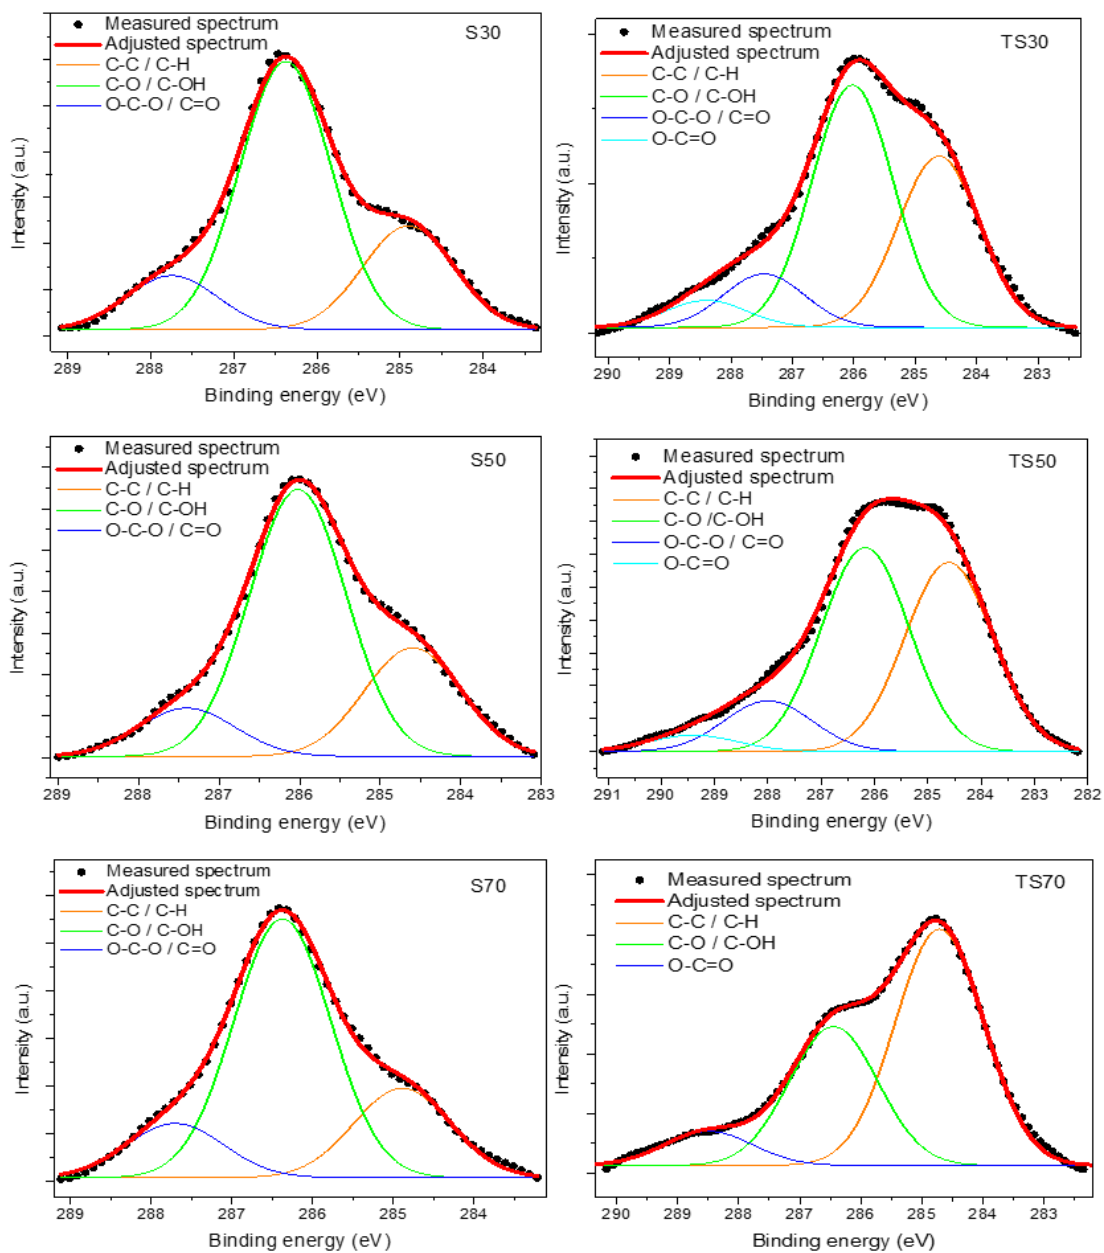 Measured spectrum
Adjusted spectrum
C-C / C-H
C-O / C-OH
O-C-O / C=O
S30
Intensity (a.u.)
289 288 287 286 285 284
Binding energy (eV)
Measured spectrum
Adjusted spectrum
C-C / C-H
C-O / C-OH
O-C-O / C=O
O-C=O
TS30
Intensity (a.u.)
290 289 288 287 286 285 284 283
Binding energy (eV)
Measured spectrum
Adjusted spectrum
C-C / C-H
C-O / C-OH
O-C-O / C=O
S50
Intensity (a.u.)
289 288 287 286 285 284 283
Binding energy (eV)
Measured spectrum
Adjusted spectrum
C-C / C-H
C-O /C-OH
O-C-O / C=O
O-C=O
TS50
Intensity (a.u.)
291 290 289 288 287 286 285 284 283 282
Binding energy (eV)
Measured spectrum
Adjusted spectrum
C-C / C-H
C-O / C-OH
O-C-O / C=O
S70
Intensity (a.u.)
289 288 287 286 285 284
Binding energy (eV)
Measured spectrum
Adjusted spectrum
C-C / C-H
C-O / C-OH
O-C=O
TS70
Intensity (a.u.)
290 289 288 287 286 285 284 283
Binding energy (eV)